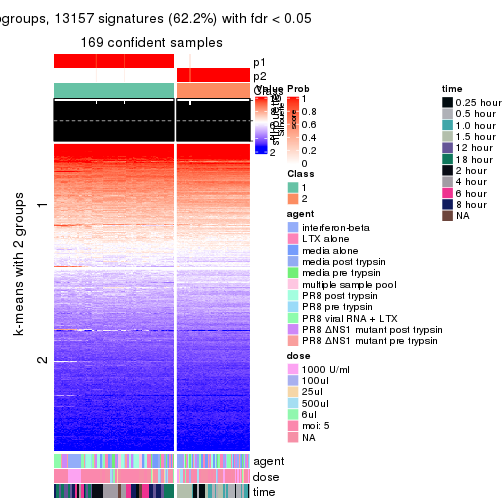 groups, 13157 signatures (62.2%) with fdr < 0.05
169 confident samples
p1
p2
Class
silhouette
score
k-means with 2 groups
1
2
agent
dose
time
Value
2
Prob
1
0.8
0.6
0.4
0.2
0
Class
1
2
agent
interferon-beta
LTX alone
media alone
media post trypsin
media pre trypsin
multiple sample pool
PR8 post trypsin
PR8 pre trypsin
PR8 viral RNA + LTX
PR8 ΔNS1 mutant post trypsin
PR8 ΔNS1 mutant pre trypsin
dose
1000 U/ml
100ul
25ul
500ul
6ul
moi: 5
NA
time
0.25 hour
0.5 hour
1.0 hour
1.5 hour
12 hour
18 hour
2 hour
4 hour
6 hour
8 hour
NA